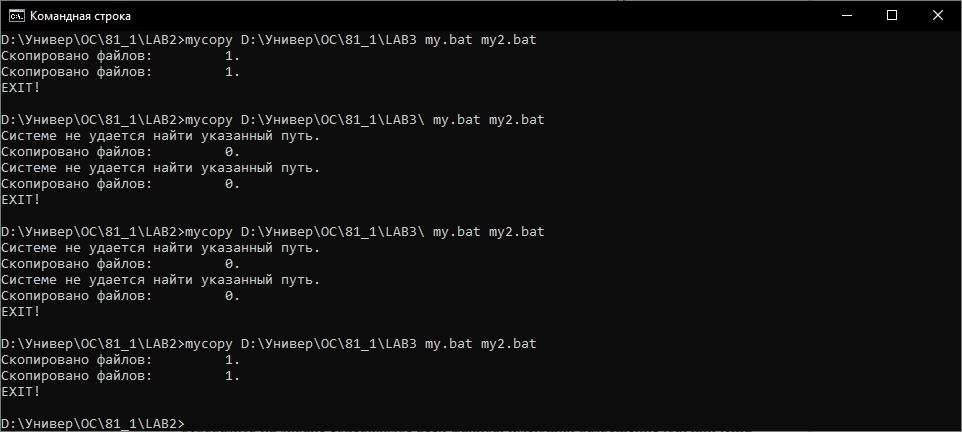 Командная строка
D:\Универ\ОС\81_1\LAB2>mycopy D:\Универ\ОС\81_1\LAB3 my.bat my2.bat
Скопировано файлов:         1.
Скопировано файлов:         1.
EXIT!
D:\Универ\ОС\81_1\LAB2>mycopy D:\Универ\ОС\81_1\LAB3\ my.bat my2.bat
Системе не удается найти указанный путь.
Скопировано файлов:         0.
Системе не удается найти указанный путь.
Скопировано файлов:         0.
EXIT!
D:\Универ\ОС\81_1\LAB2>mycopy D:\Универ\ОС\81_1\LAB3\ my.bat my2.bat
Системе не удается найти указанный путь.
Скопировано файлов:         0.
Системе не удается найти указанный путь.
Скопировано файлов:         0.
EXIT!
D:\Универ\ОС\81_1\LAB2>mycopy D:\Универ\ОС\81_1\LAB3 my.bat my2.bat
Скопировано файлов:         1.
Скопировано файлов:         1.
EXIT!
D:\Универ\ОС\81_1\LAB2>